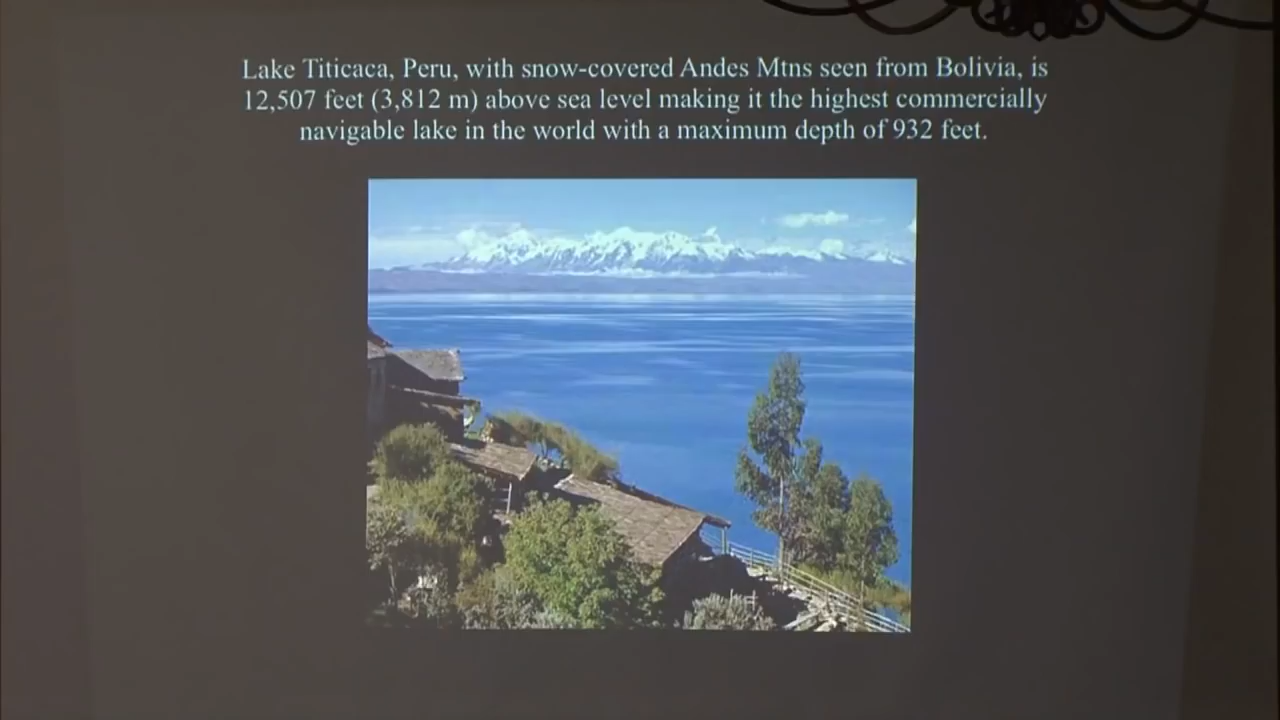 Lake Titicaca, Peru, with snow-covered Andes Mtns seen from Bolivia, is
12,507 feet (3,812 m) above sea level making it the highest commercially
navigable lake in the world with a maximum depth of 932 feet.